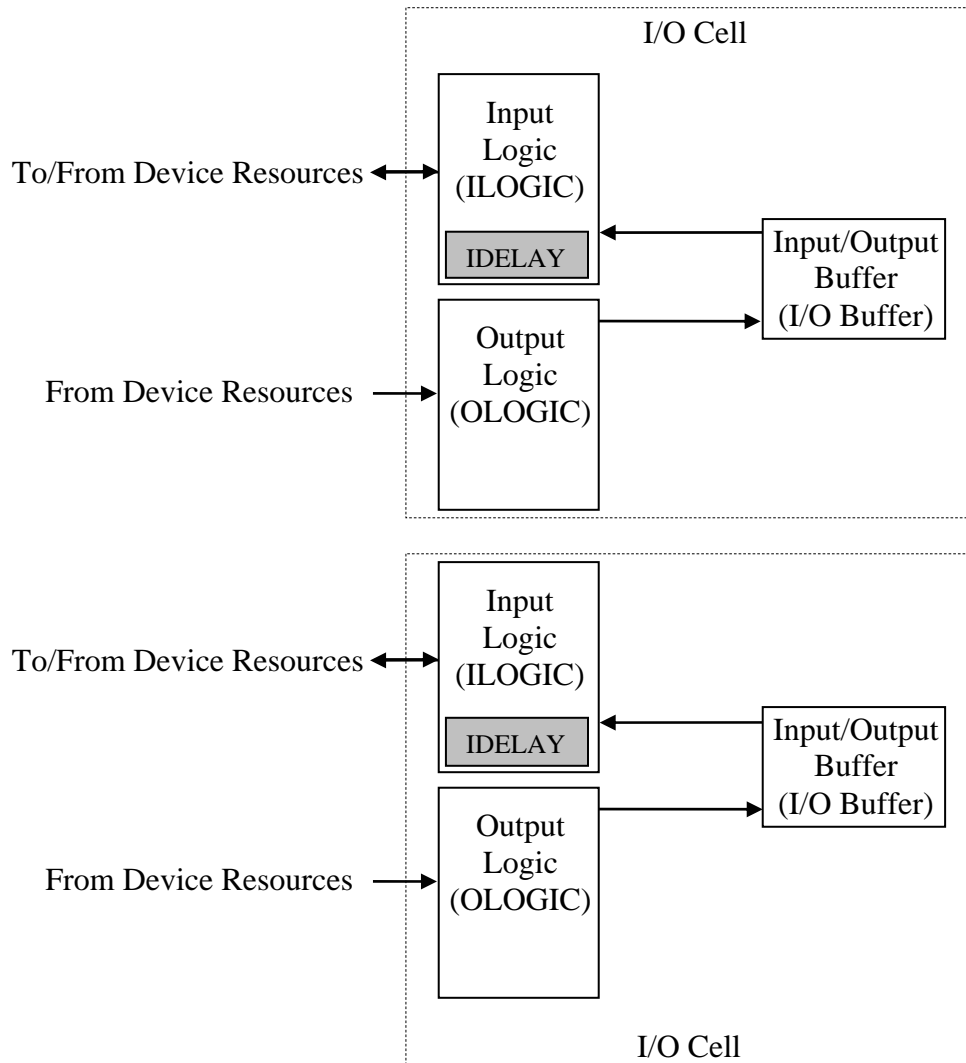 I/O Cell
Input
Logic
(ILOGIC)
To/From Device Resources
IDELAY
Input/Output
Buffer
(I/O Buffer)
Output
Logic
(OLOGIC)
From Device Resources
Input
Logic
(ILOGIC)
To/From Device Resources
IDELAY
Input/Output
Buffer
(I/O Buffer)
Output
Logic
(OLOGIC)
From Device Resources
I/O Cell